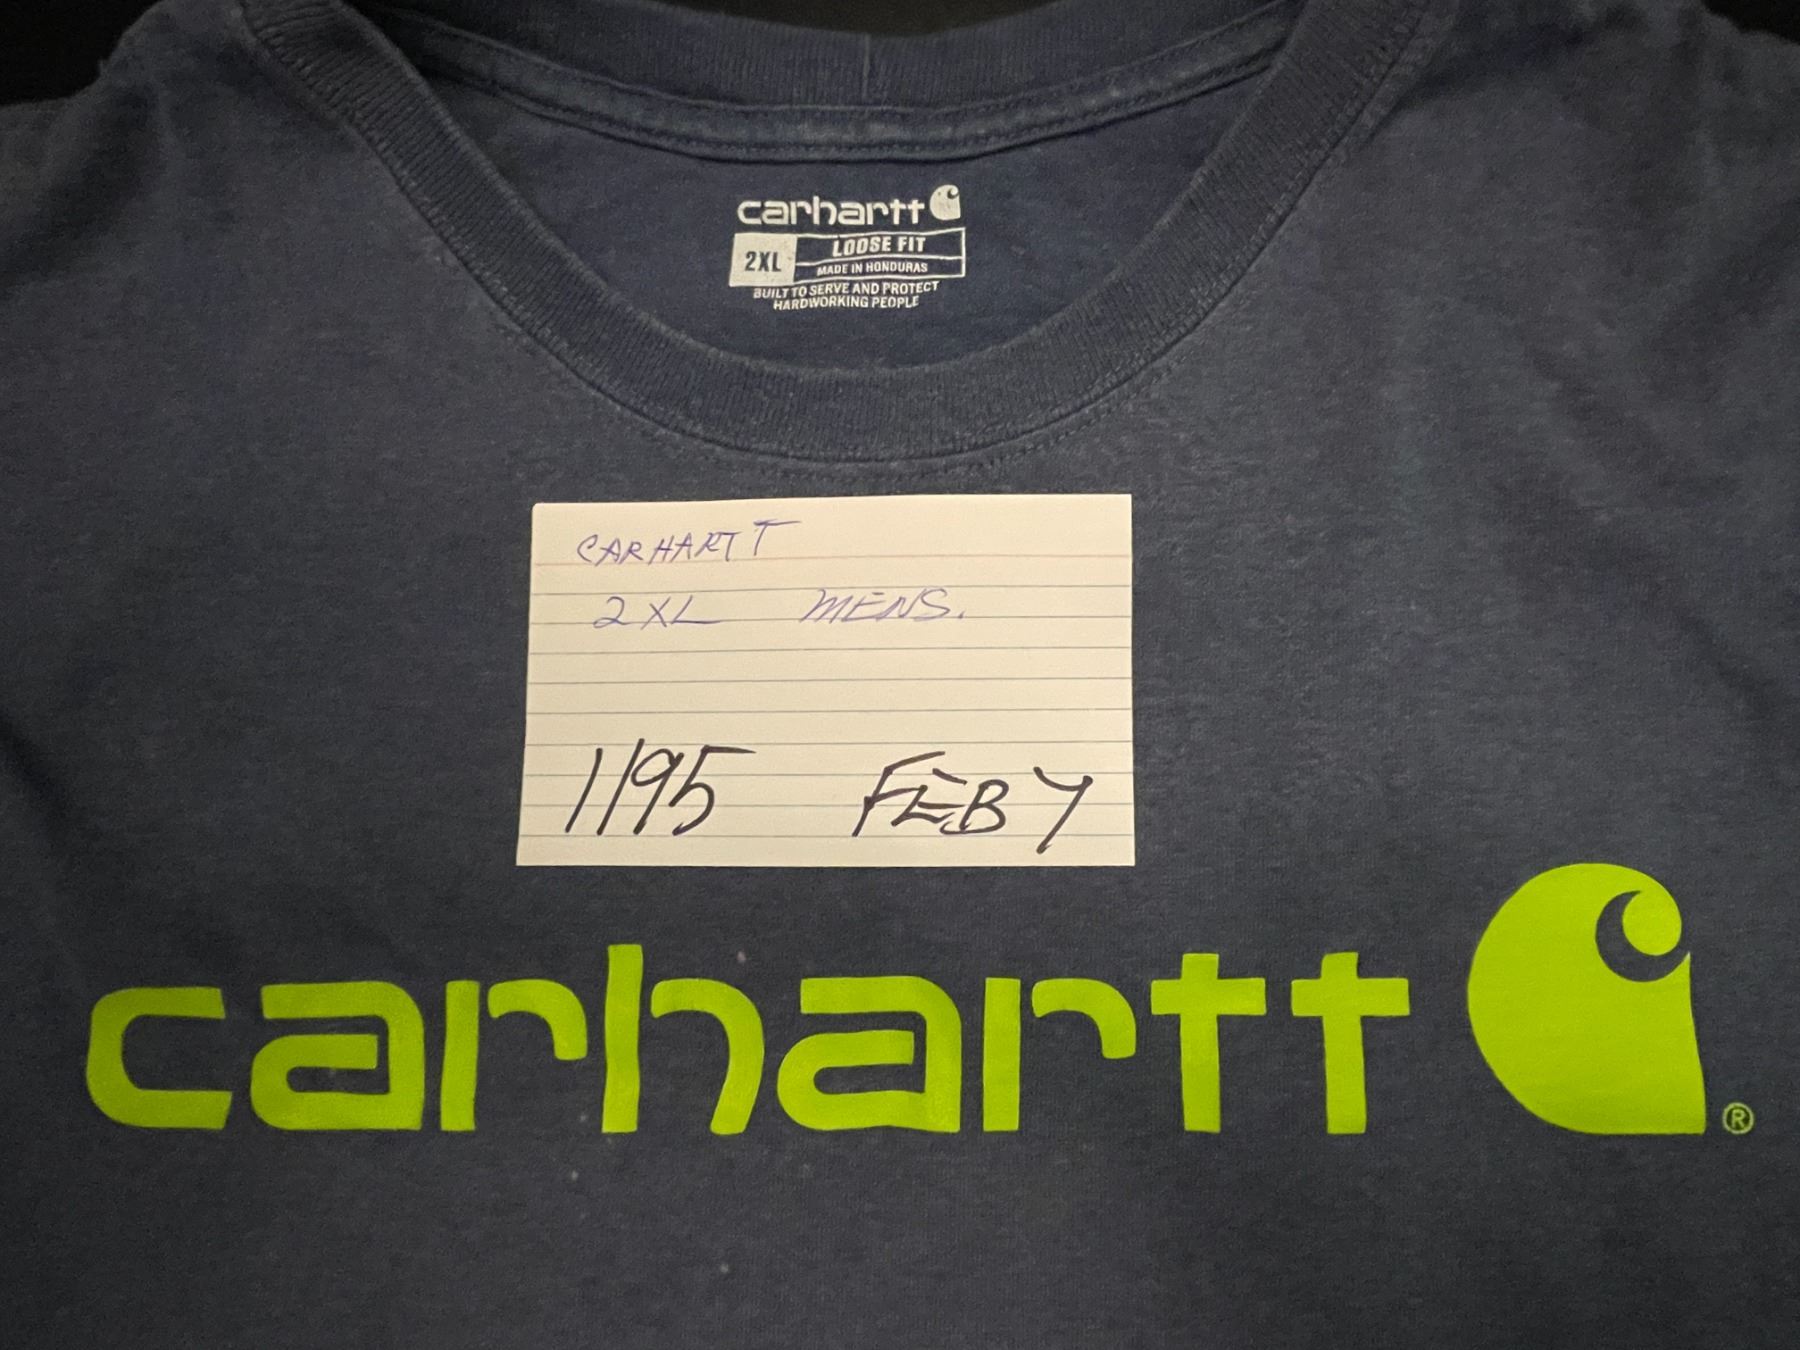 carhartt
2XL LOOSE FIT
MADE IN HONDURAS
BUILT TO SERVE AND PROTECT
HARDWORKING PEOPLE
CARHARTT
2XL MENS.
1195 FEB 7
carhartt ®